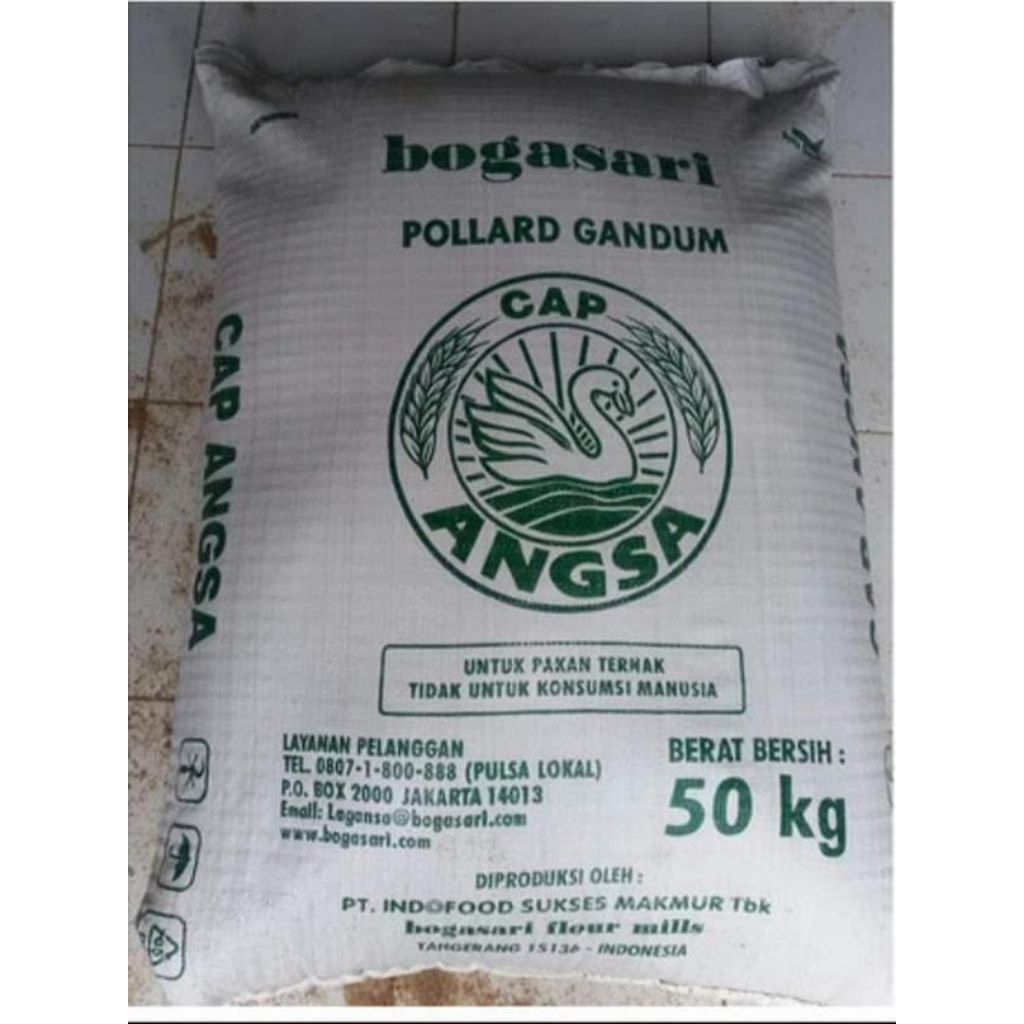 bogasari
POLLARD GANDUM
CAP
ANGSA
CAP ANGSA
UNTUK PAKAN TERNAK
TIDAK UNTUK KONSUMSI MANUSIA
LAYANAN PELANGGAN
TEL. 0807-1-800-888 (PULSA LOKAL)
P.O. BOX 2000 JAKARTA 14013
Email: Lagansa@bogasari.com
www.bogasari.com
BERAT BERSIH :
50 kg
DIPRODUKSI OLEH :
PT. INDOFOOD SUKSES MAKMUR Tbk
bogasari flour mills
TANGERANG 15136 - INDONESIA